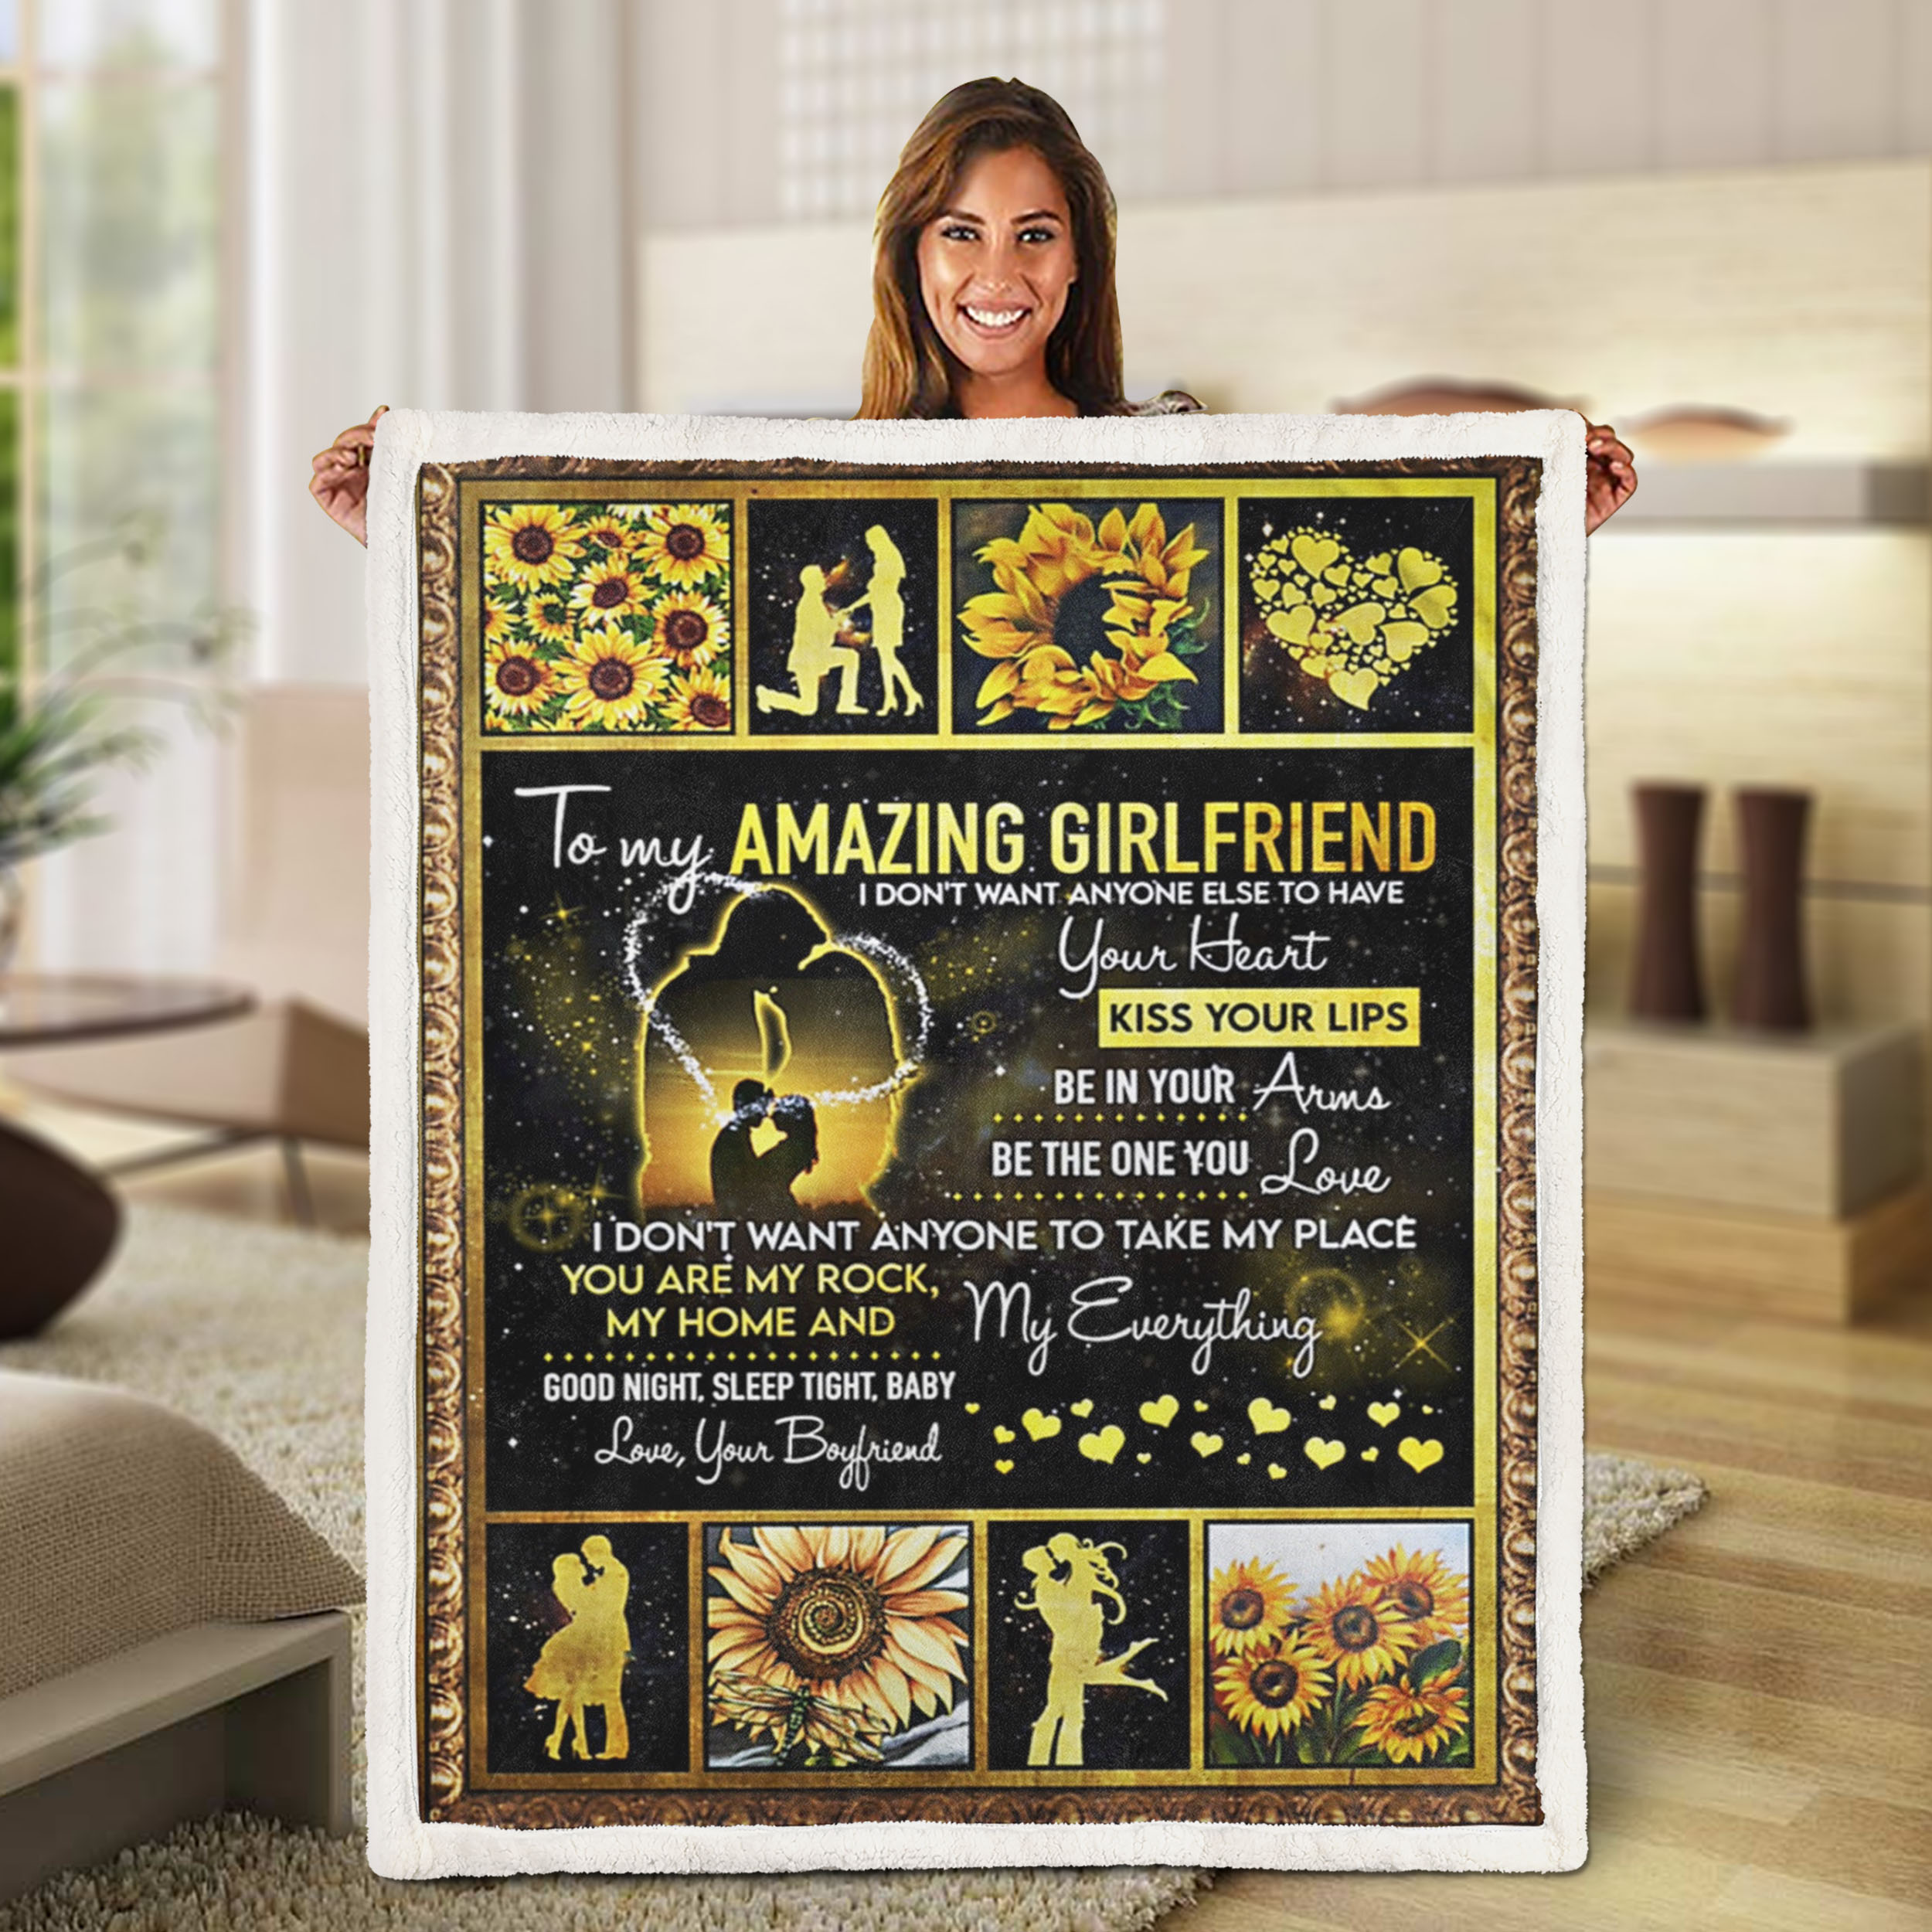 To my AMAZING GIRLFRIEND
I DON'T WANT ANYONE ELSE TO HAVE
Your Heart
KISS YOUR LIPS
BE IN YOUR Arms
BE THE ONE YOU Love
I DON'T WANT ANYONE TO TAKE MY PLACE
YOU ARE MY ROCK,
MY HOME AND
My Everything
GOOD NIGHT, SLEEP TIGHT, BABY
Love, Your Boyfriend